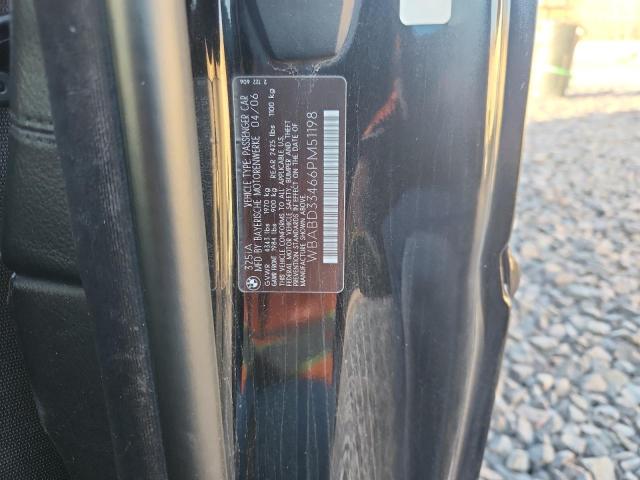 325iA VEHICLE TYPE: PASSENGER CAR
MFD BY BAYERISCHE MOTORENWERKE 04/06
GVWR 4343 lbs 1970 kg
GAWR FRONT 1984 lbs 900 kg REAR 2425 lbs 1100 kg
THIS VEHICLE CONFORMS TO ALL APPLICABLE U.S.
FEDERAL MOTOR VEHICLE SAFETY, BUMPER AND THEFT
PREVENTION STANDARDS IN EFFECT ON THE DATE OF
MANUFACTURE SHOWN ABOVE.
WBABD33466PM51198